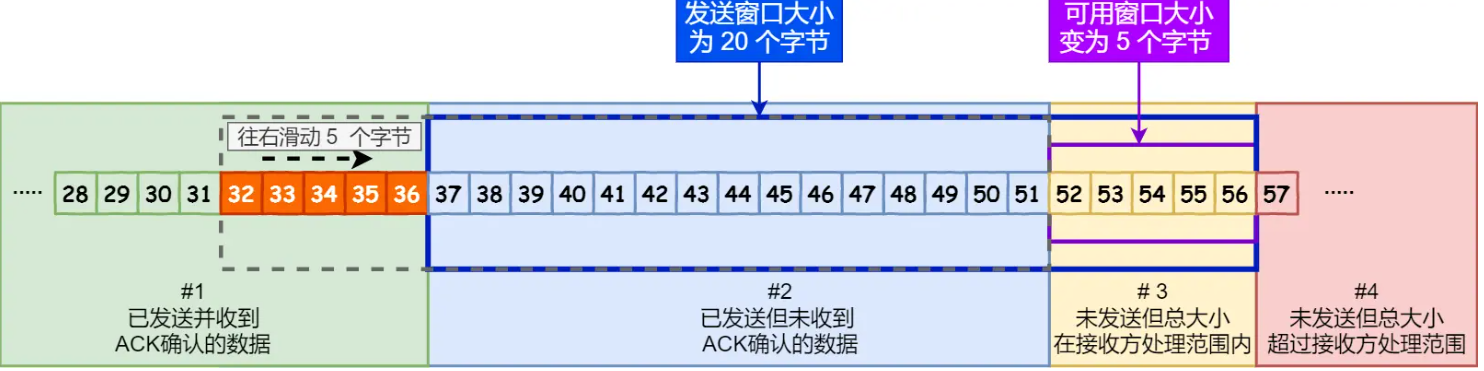 发送窗口大小
为 20 个字节
可用窗口大小
变为 5 个字节
往右滑动 5 个字节
..... 28 29 30 31 32 33 34 35 36 37 38 39 40 41 42 43 44 45 46 47 48 49 50 51 52 53 54 55 56 57 .....
#1
已发送并收到
ACK确认的数据
#2
已发送但未收到
ACK确认的数据
# 3
未发送但总大小
在接收方处理范围内
#4
未发送但总大小
超过接收方处理范围